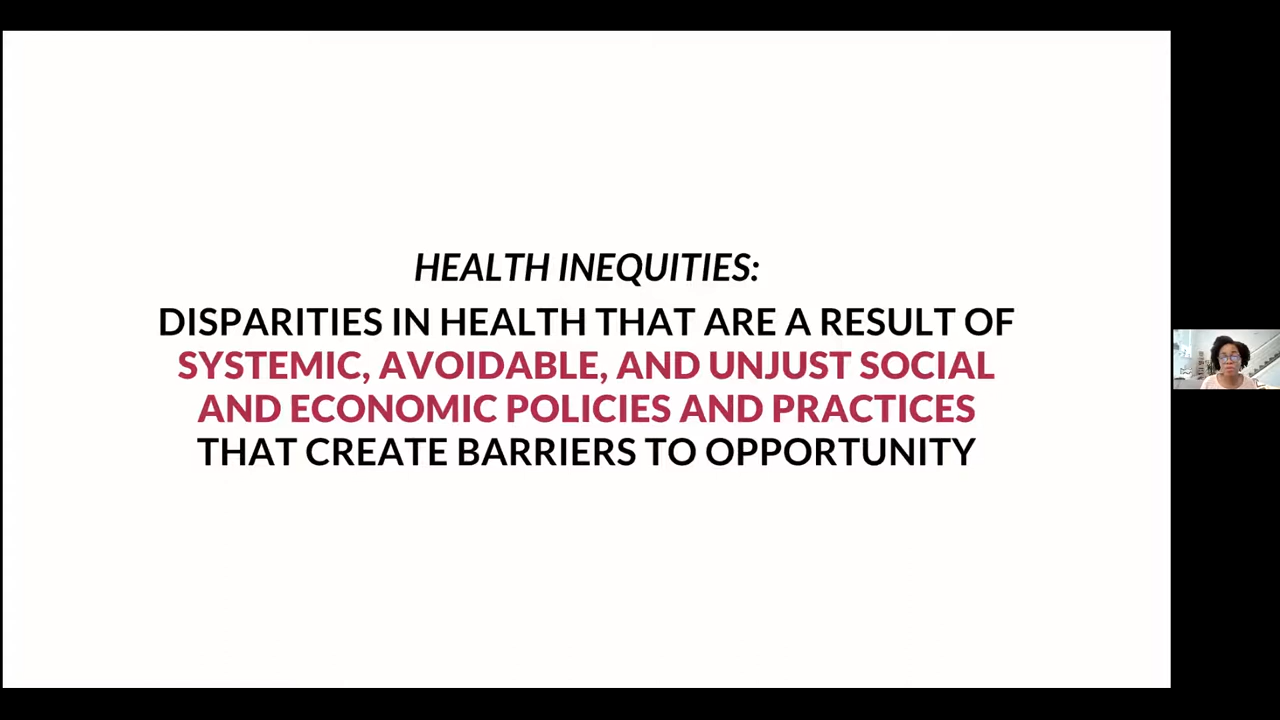 HEALTH INEQUITIES:
DISPARITIES IN HEALTH THAT ARE A RESULT OF
SYSTEMIC, AVOIDABLE, AND UNJUST SOCIAL
AND ECONOMIC POLICIES AND PRACTICES
THAT CREATE BARRIERS TO OPPORTUNITY